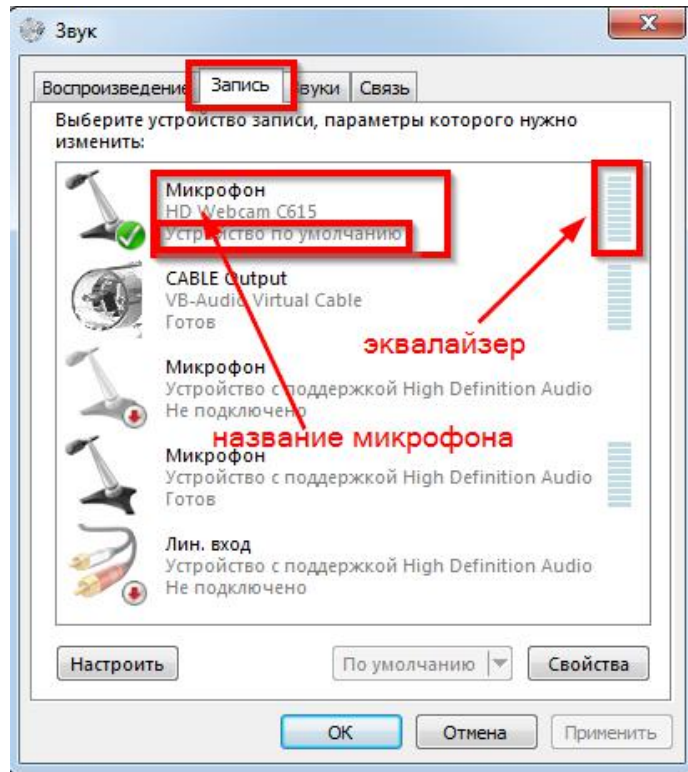 Звук
Воспроизведение Запись Звуки Связь
Выберите устройство записи, параметры которого нужно
изменить:
Микрофон
HD Webcam C615
Устройство по умолчанию
CABLE Output
VB-Audio Virtual Cable
Готов
эквалайзер
Микрофон
Устройство с поддержкой High Definition Audio
Не подключено
название микрофона
Микрофон
Устройство с поддержкой High Definition Audio
Готов
Лин. вход
Устройство с поддержкой High Definition Audio
Не подключено
Настроить По умолчанию Свойства
ОК Отмена Применить